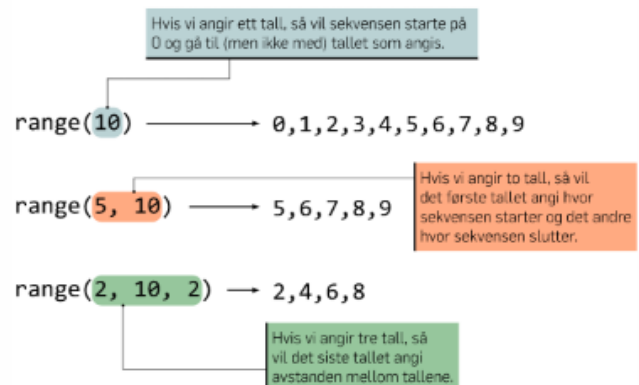 Hvis vi angir ett tall, så vil sekvensen starte på
0 og gå til (men ikke med) tallet som angis.
range(10) → 0,1,2,3,4,5,6,7,8,9
Hvis vi angir to tall, så vil
det første tallet angi hvor
sekvensen starter og det andre
hvor sekvensen slutter.
range(5, 10) → 5,6,7,8,9
range(2, 10, 2) → 2,4,6,8
Hvis vi angir tre tall, så
vil det siste tallet angi
avstanden mellom tallene.